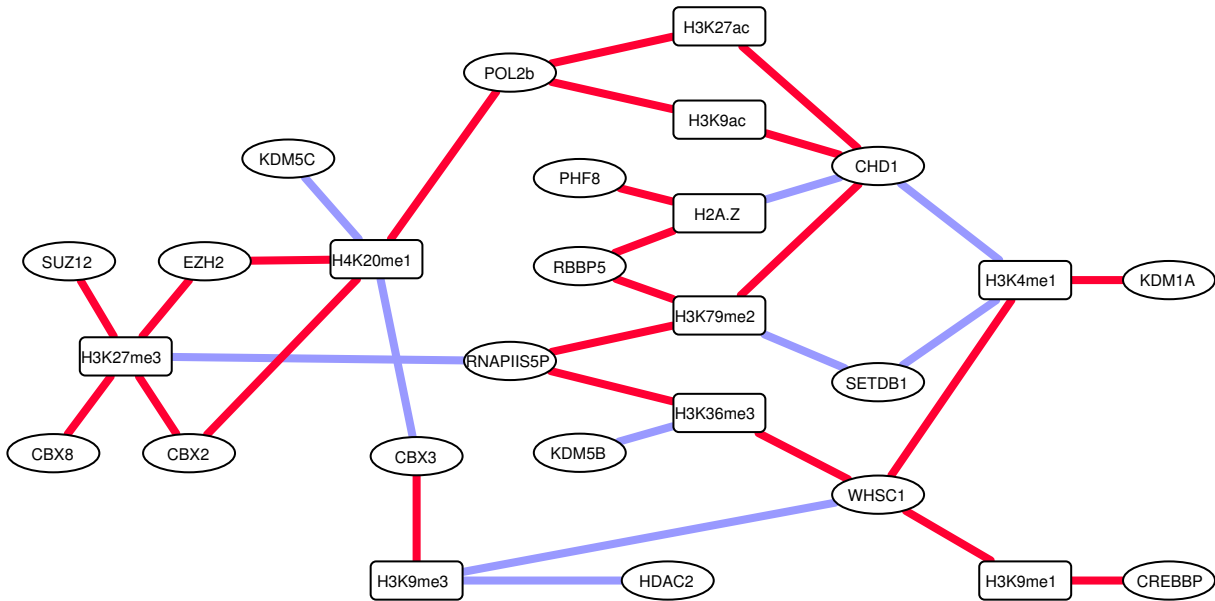 H3K27ac
POL2b
H3K9ac
KDM5C
CHD1
PHF8
H2A.Z
SUZ12
EZH2
H4K20me1
RBBP5
H3K4me1
KDM1A
H3K79me2
H3K27me3
RNAPIIS5P
SETDB1
H3K36me3
CBX8
CBX2
CBX3
KDM5B
WHSC1
H3K9me3
HDAC2
H3K9me1
CREBBP